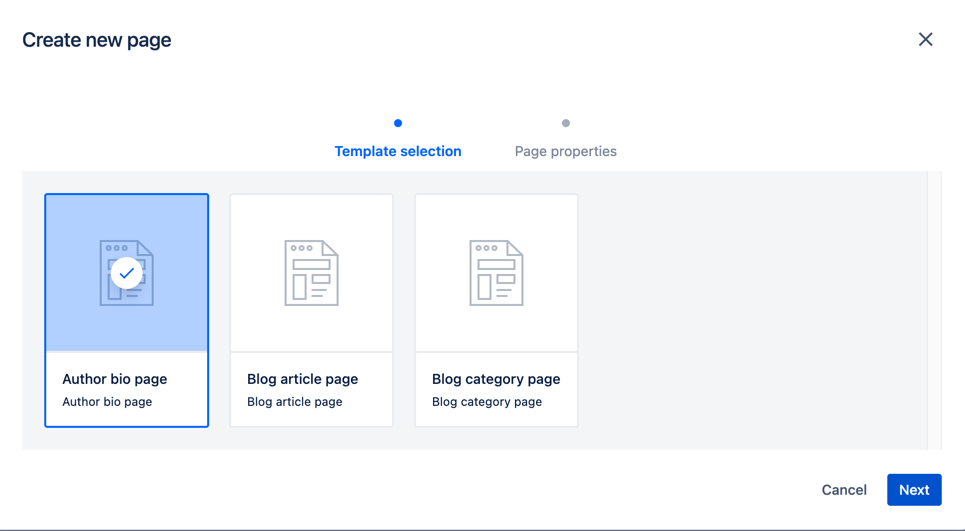 Create new page
Template selection
Page properties
Author bio page
Author bio page
Blog article page
Blog article page
Blog category page
Blog category page
Cancel
Next